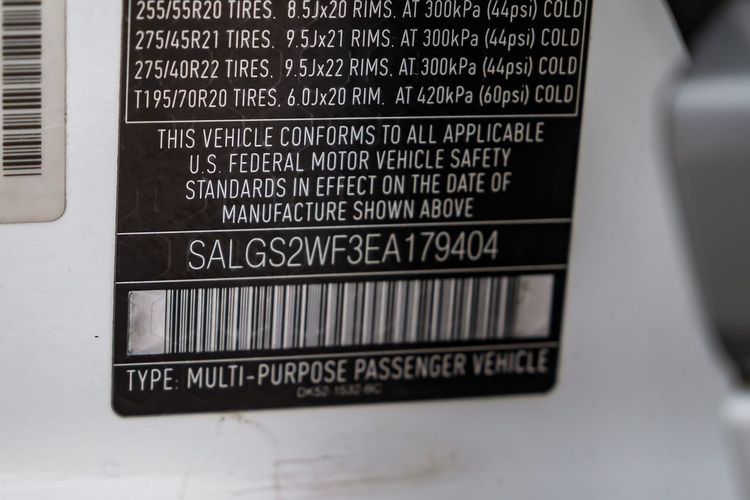 255/55R20 TIRES. 8.5Jx20 RIMS. AT 300kPa (44psi) COLD
275/45R21 TIRES. 9.5Jx21 RIMS. AT 300kPa (44psi) COLD
275/40R22 TIRES. 9.5Jx22 RIMS. AT 300kPa (44psi) COLD
T195/70R20 TIRES. 6.0Jx20 RIM. AT 420kPa (60psi) COLD
THIS VEHICLE CONFORMS TO ALL APPLICABLE
U.S. FEDERAL MOTOR VEHICLE SAFETY
STANDARDS IN EFFECT ON THE DATE OF
MANUFACTURE SHOWN ABOVE
SALGS2WF3EA179404
TYPE: MULTI-PURPOSE PASSENGER VEHICLE